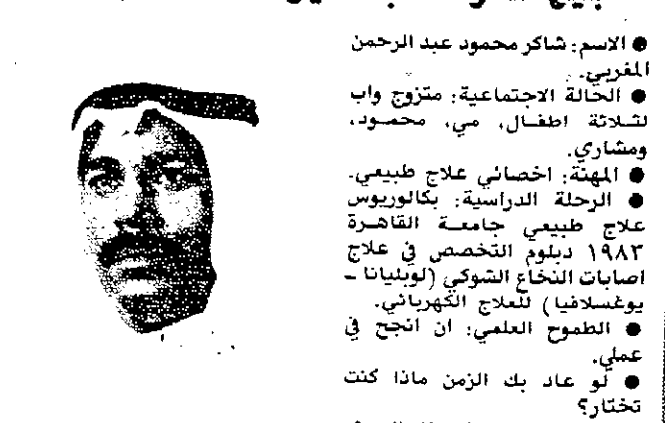 ● الاسم: شاكر محمود عبد الرحمن
المغربي.
● الحالة الاجتماعية: متزوج واب
لثلاثة اطفال، مي، محمود،
ومشاري.
● المهنة: اخصائي علاج طبيعي.
● الرحلة الدراسية: بكالوريوس
علاج طبيعي جامعة القاهرة
١٩٨٣ دبلوم التخصص في علاج
اصابات النخاع الشوكي (لوبليانا -
يوغسلافيا) للعلاج الكهربائي.
● الطموح العلمي: ان انجح في
عملي.
● لو عاد بك الزمن ماذا كنت
تختار؟